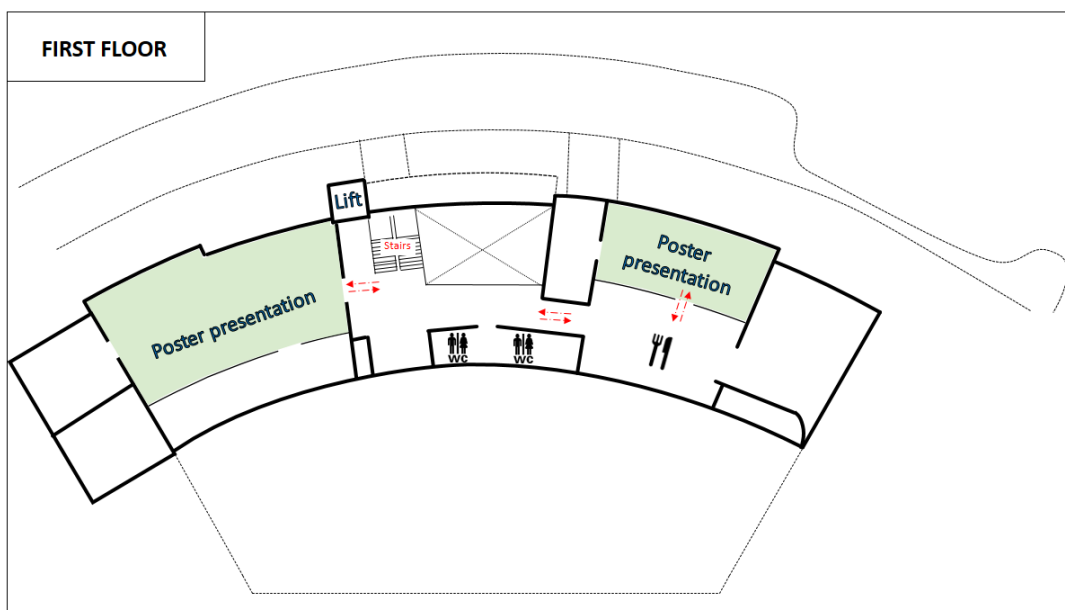 FIRST FLOOR
Lift
Stairs
Poster
presentation
Poster presentation
WC
WC